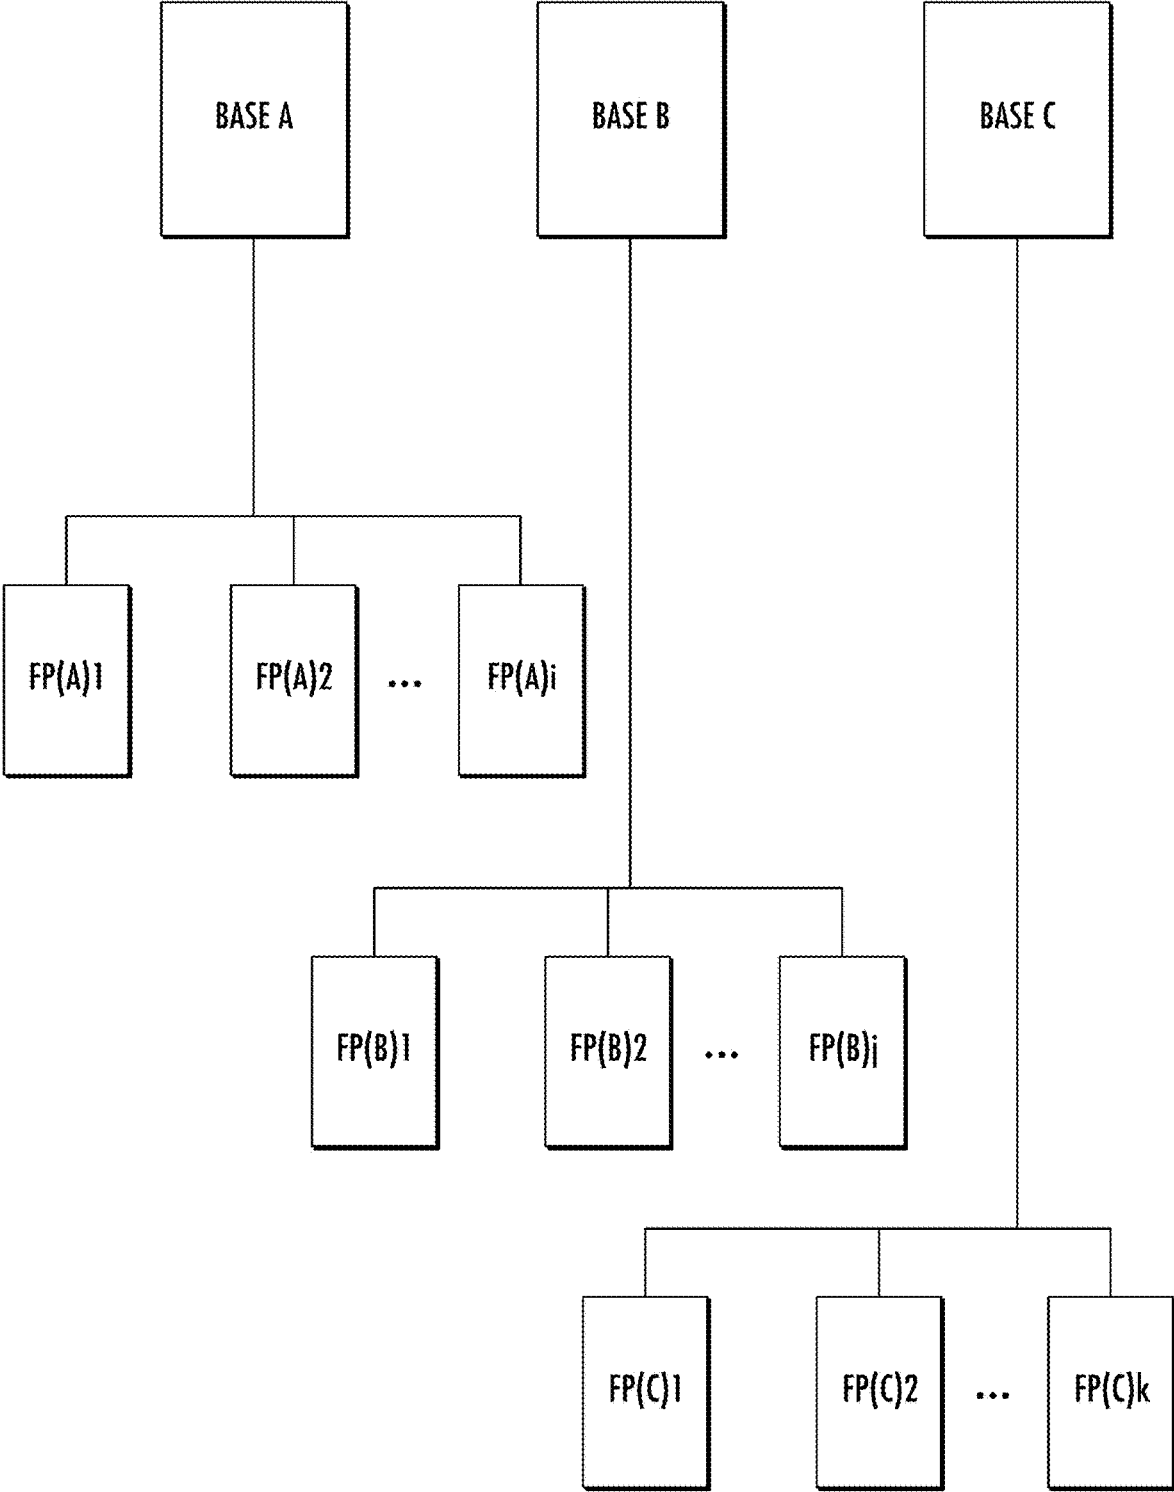 BASE A
BASE B
BASE C
FP(A)1
FP(A)2
...
FP(A)i
FP(B)1
FP(B)2
...
FP(B)j
FP(C)1
FP(C)2
...
FP(C)k